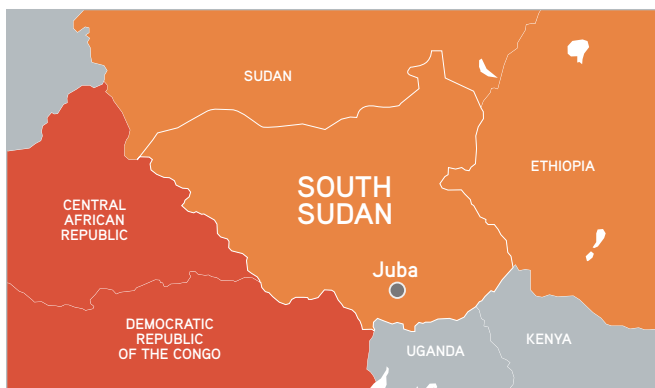 SUDAN
ETHIOPIA
SOUTH
SUDAN
CENTRAL
AFRICAN
REPUBLIC
Juba
DEMOCRATIC
REPUBLIC
OF THE CONGO
UGANDA
KENYA